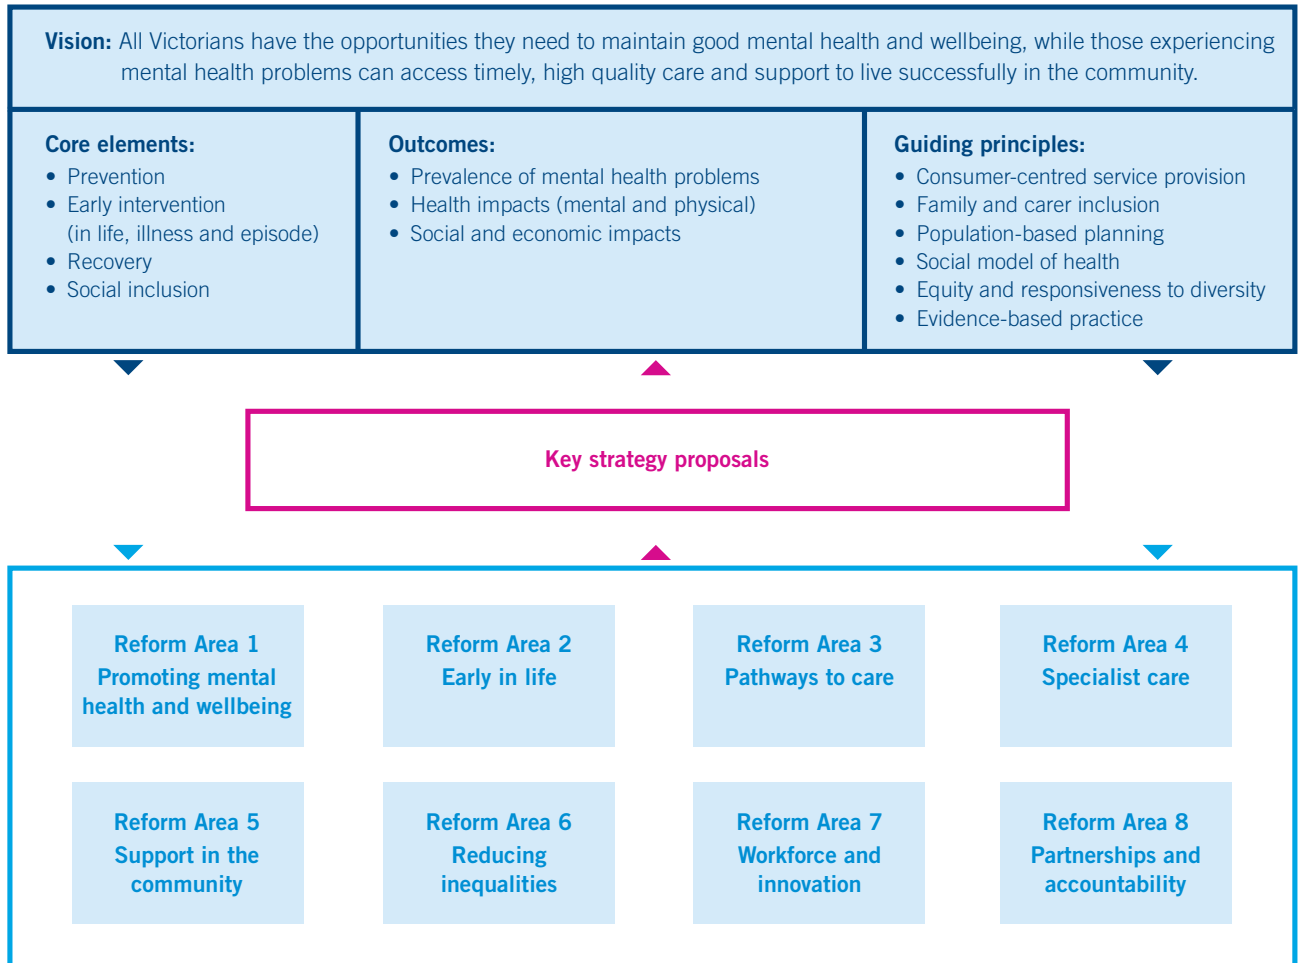 Vision: All Victorians have the opportunities they need to maintain good mental health and wellbeing, while those experiencing
mental health problems can access timely, high quality care and support to live successfully in the community.
Core elements:
• Prevention
• Early intervention
(in life, illness and episode)
• Recovery
• Social inclusion
Outcomes:
• Prevalence of mental health problems
• Health impacts (mental and physical)
• Social and economic impacts
Guiding principles:
• Consumer-centred service provision
• Family and carer inclusion
• Population-based planning
• Social model of health
• Equity and responsiveness to diversity
• Evidence-based practice
Key strategy proposals
Reform Area 1
Promoting mental
health and wellbeing
Reform Area 2
Early in life
Reform Area 3
Pathways to care
Reform Area 4
Specialist care
Reform Area 5
Support in the
community
Reform Area 6
Reducing
inequalities
Reform Area 7
Workforce and
innovation
Reform Area 8
Partnerships and
accountability